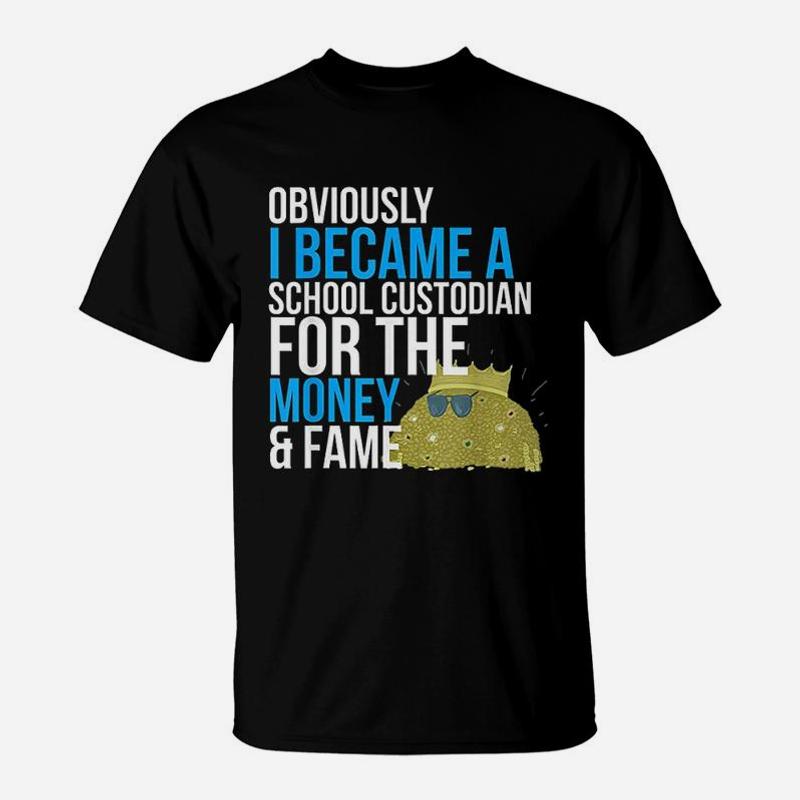 OBVIOUSLY
I BECAME A
SCHOOL CUSTODIAN
FOR THE
MONEY
& FAME